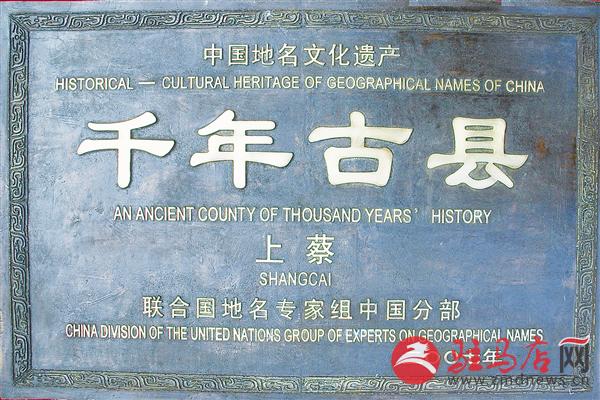 中国地名文化遗产
HISTORICAL — CULTURAL HERITAGE OF GEOGRAPHICAL NAMES OF CHINA
千年古县
AN ANCIENT COUNTY OF THOUSAND YEARS' HISTORY
上蔡
SHANGCAI
联合国地名专家组中国分部
CHINA DIVISION OF THE UNITED NATIONS GROUP OF EXPERTS ON GEOGRAPHICAL NAMES
年
驻马店网
www.zmdnews.cn